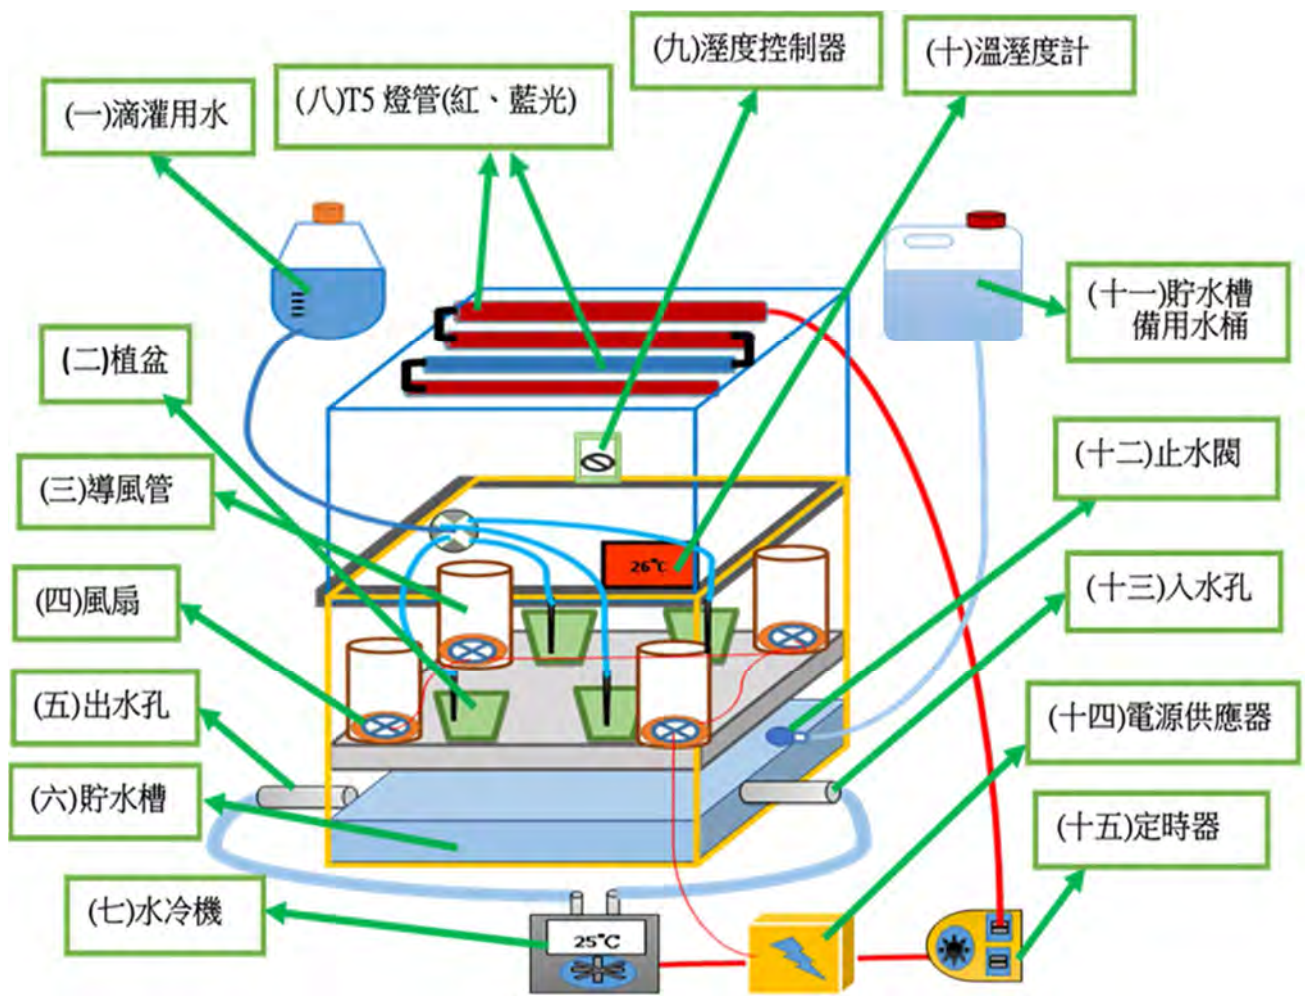 (一)滴灌用水
(八)T5 燈管(紅、藍光)
(九)溼度控制器
(十)溫溼度計
(十一)貯水槽
備用水桶
(二)植盆
(三)導風管
(四)風扇
(五)出水孔
(六)貯水槽
(七)水冷機
(十二)止水閥
(十三)入水孔
(十四)電源供應器
(十五)定時器
26℃
25℃